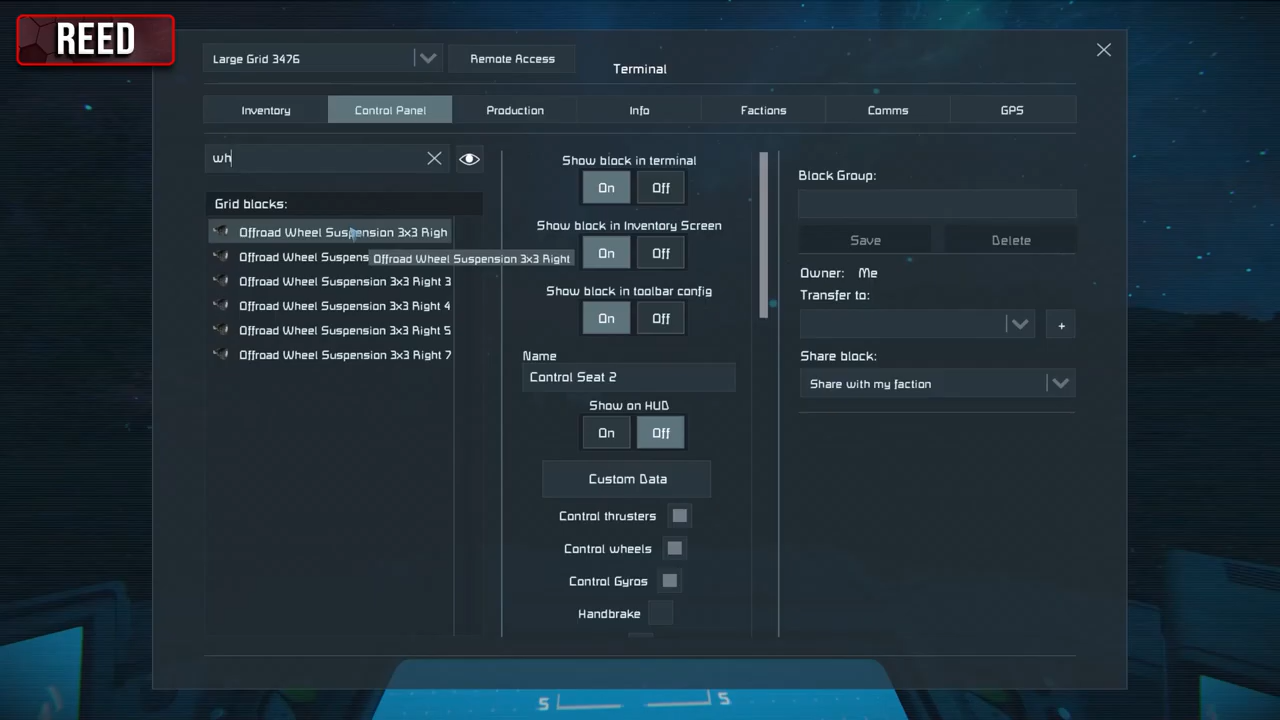 REED
Large Grid 3476
Remote Access
Terminal
Inventory
Control Panel
Production
Info
Factions
Comms
GPS
wh
Grid blocks:
Offroad Wheel Suspension 3x3 Righ
Offroad Wheel Suspens
Offroad Wheel Suspension 3x3 Right
Offroad Wheel Suspension 3x3 Right 3
Offroad Wheel Suspension 3x3 Right 4
Offroad Wheel Suspension 3x3 Right 5
Offroad Wheel Suspension 3x3 Right 7
Show block in terminal
On Off
Show block in Inventory Screen
On Off
Show block in toolbar config
On Off
Name
Control Seat 2
Show on HUD
On Off
Custom Data
Control thrusters
Control wheels
Control Gyros
Handbrake
Block Group:
Save Delete
Owner: Me
Transfer to:
+
Share block:
Share with my faction
5 5